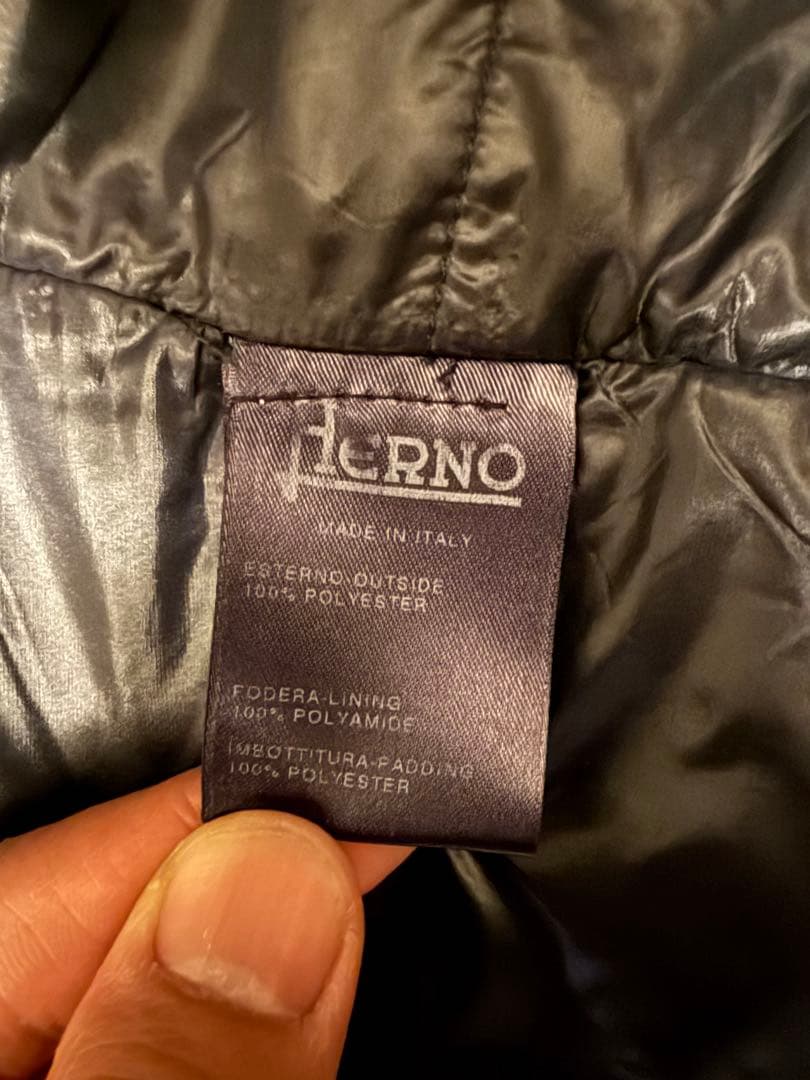 HERNO
MADE IN ITALY
ESTERNO-OUTSIDE
100% POLYESTER
FODERA-LINING
100% POLYAMIDE
IMBOTTITURA-PADDING
100% POLYESTER